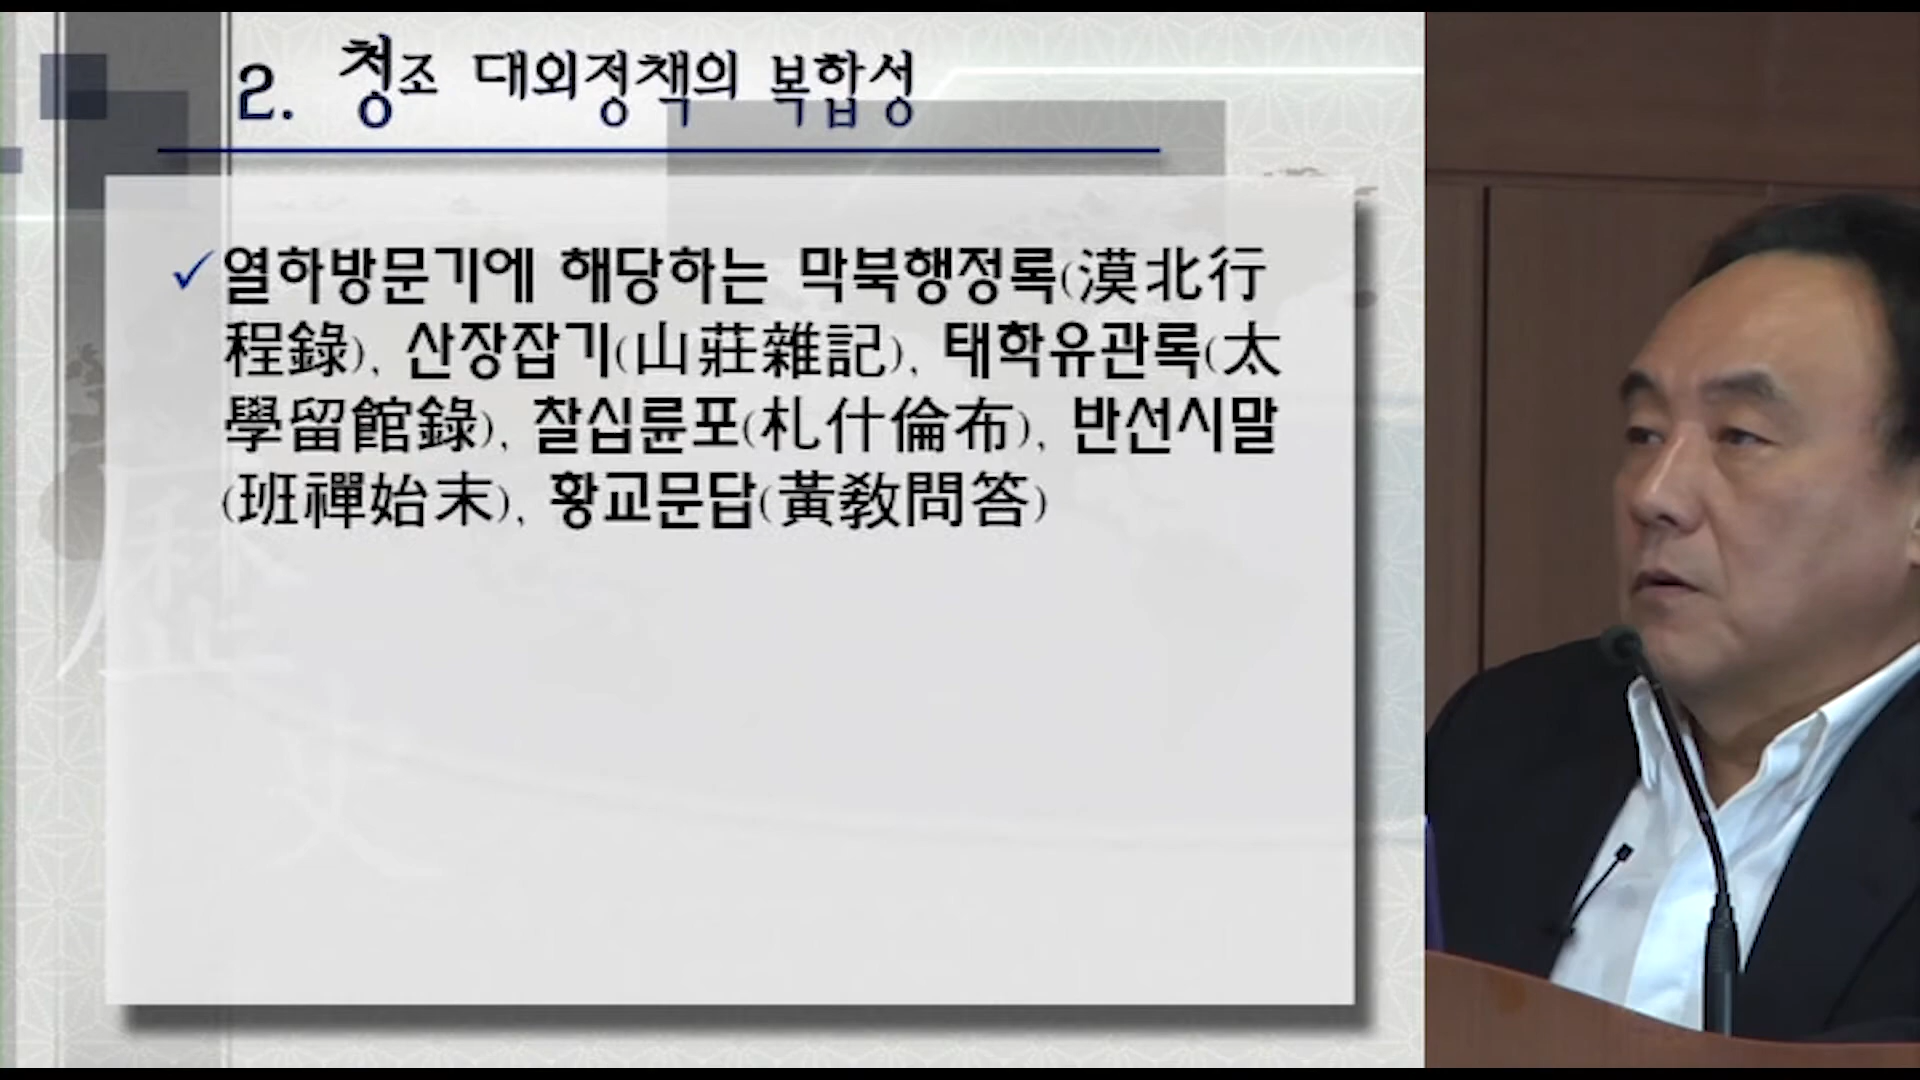 2. 청조 대외정책의 복합성
✓열하방문기에 해당하는 막북행정록(漠北行
程錄), 산장잡기(山莊雜記), 태학유관록(太
學留館錄), 찰십륜포(札什倫布), 반선시말
(班禪始末), 황교문답(黃敎問答)
歷
史